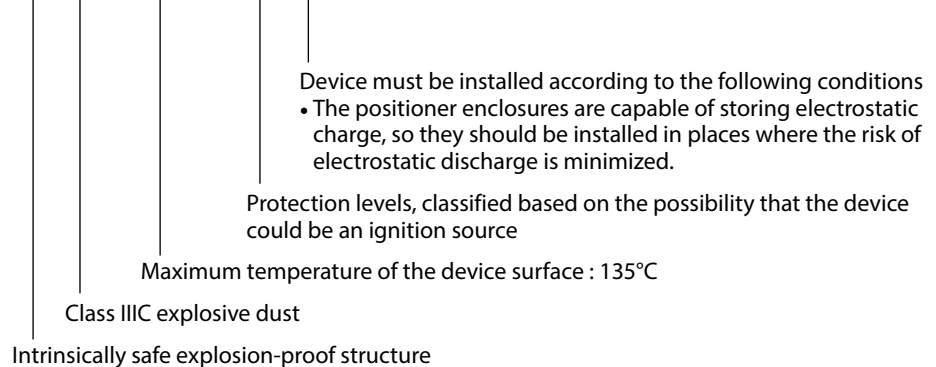 Device must be installed according to the following conditions
• The positioner enclosures are capable of storing electrostatic
charge, so they should be installed in places where the risk of
electrostatic discharge is minimized.
Protection levels, classified based on the possibility that the device
could be an ignition source
Maximum temperature of the device surface : 135°C
Class IIIC explosive dust
Intrinsically safe explosion-proof structure